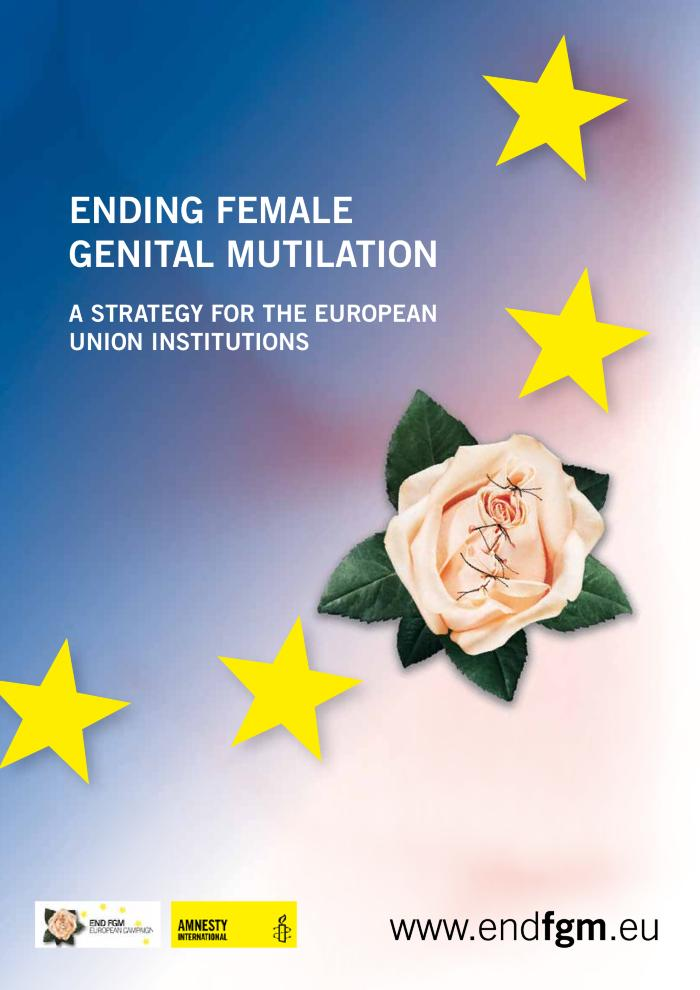 ENDING FEMALE
GENITAL MUTILATION
A STRATEGY FOR THE EUROPEAN
UNION INSTITUTIONS
END FGM
EUROPEAN CAMPAIGN
AMNESTY
INTERNATIONAL
www.endfgm.eu